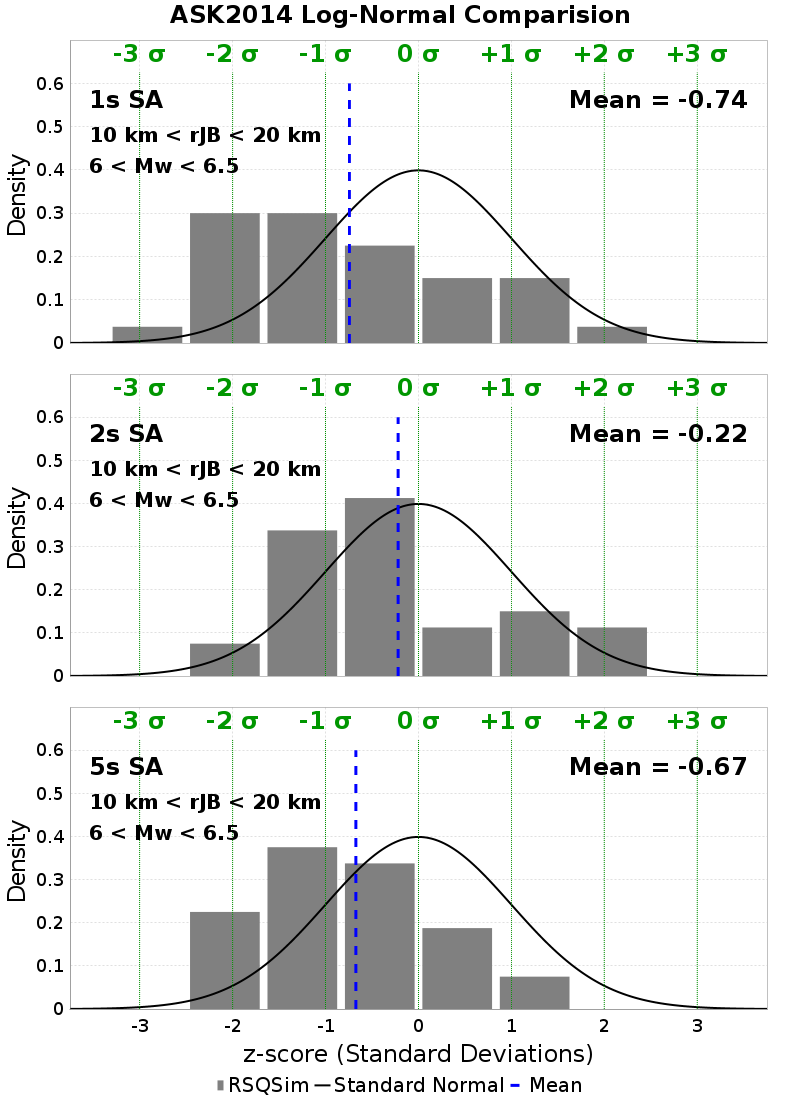 ASK2014 Log-Normal Comparision
-3 σ -2 σ -1 σ 0 σ +1 σ +2 σ +3 σ
1s SA Mean = -0.74
10 km < rJB < 20 km
6 < Mw < 6.5
0.6
0.5
0.4
0.3
0.2
0.1
0
Density
-3 σ -2 σ -1 σ 0 σ +1 σ +2 σ +3 σ
2s SA Mean = -0.22
10 km < rJB < 20 km
6 < Mw < 6.5
0.6
0.5
0.4
0.3
0.2
0.1
0
Density
-3 σ -2 σ -1 σ 0 σ +1 σ +2 σ +3 σ
5s SA Mean = -0.67
10 km < rJB < 20 km
6 < Mw < 6.5
0.6
0.5
0.4
0.3
0.2
0.1
0
Density
-3 -2 -1 0 1 2 3
z-score (Standard Deviations)
RSQSim Standard Normal Mean